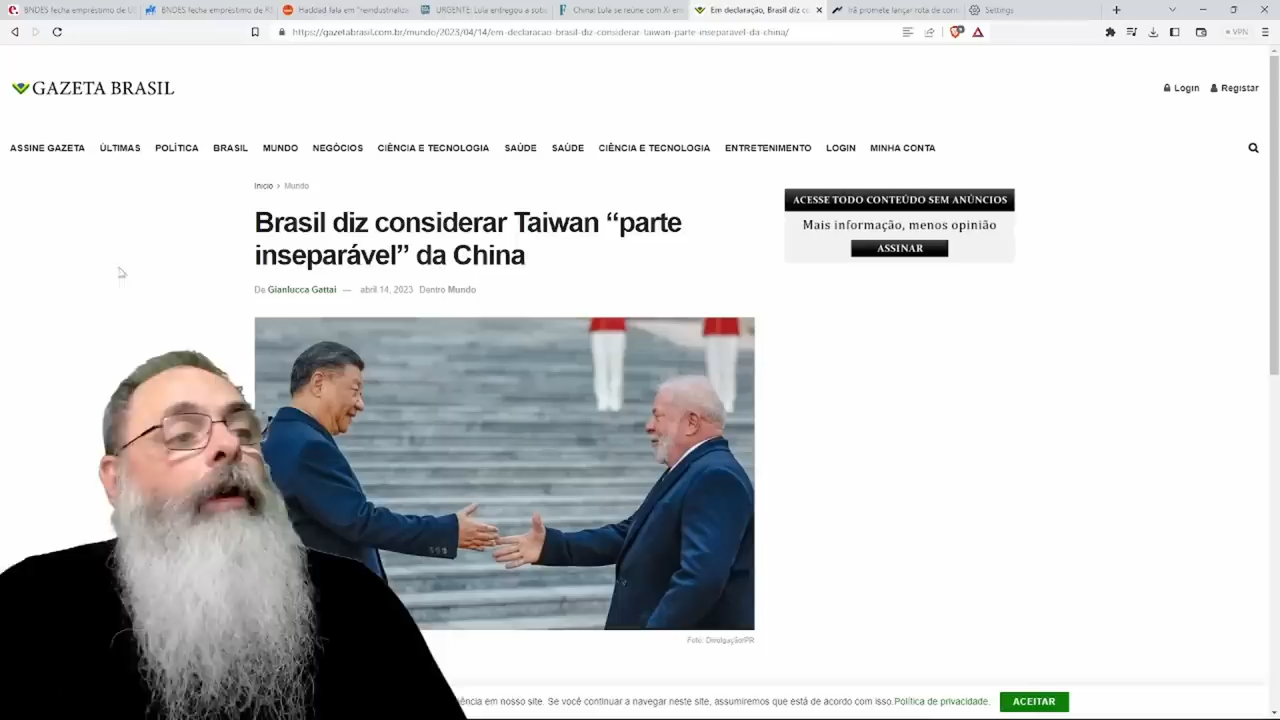 BNDES fecha empréstimo de U
BNDES fecha empréstimo de R
Haddad fala em "reindustrializ
URGENTE: Lula entregou a sobe
China: Lula se reúne com Xi em
Em declaração, Brasil diz co
Irã promete lançar rota de con
Settings
https://gazetabrasil.com.br/mundo/2023/04/14/em-declaracao-brasil-diz-considerar-taiwan-parte-inseparavel-da-china/
VPN
GAZETA BRASIL
Login Registar
ASSINE GAZETA ÚLTIMAS POLÍTICA BRASIL MUNDO NEGÓCIOS CIÊNCIA E TECNOLOGIA SAÚDE SAÚDE CIÊNCIA E TECNOLOGIA ENTRETENIMENTO LOGIN MINHA CONTA
Início > Mundo
Brasil diz considerar Taiwan “parte
inseparável” da China
De Gianlucca Gattai — abril 14, 2023 Dentro Mundo
ACESSE TODO CONTEÚDO SEM ANÚNCIOS
Mais informação, menos opinião
ASSINAR
Foto: Divulgação/PR
ência em nosso site. Se você continuar a navegar neste site, assumiremos que está de acordo com isso.Política de privacidade.
ACEITAR